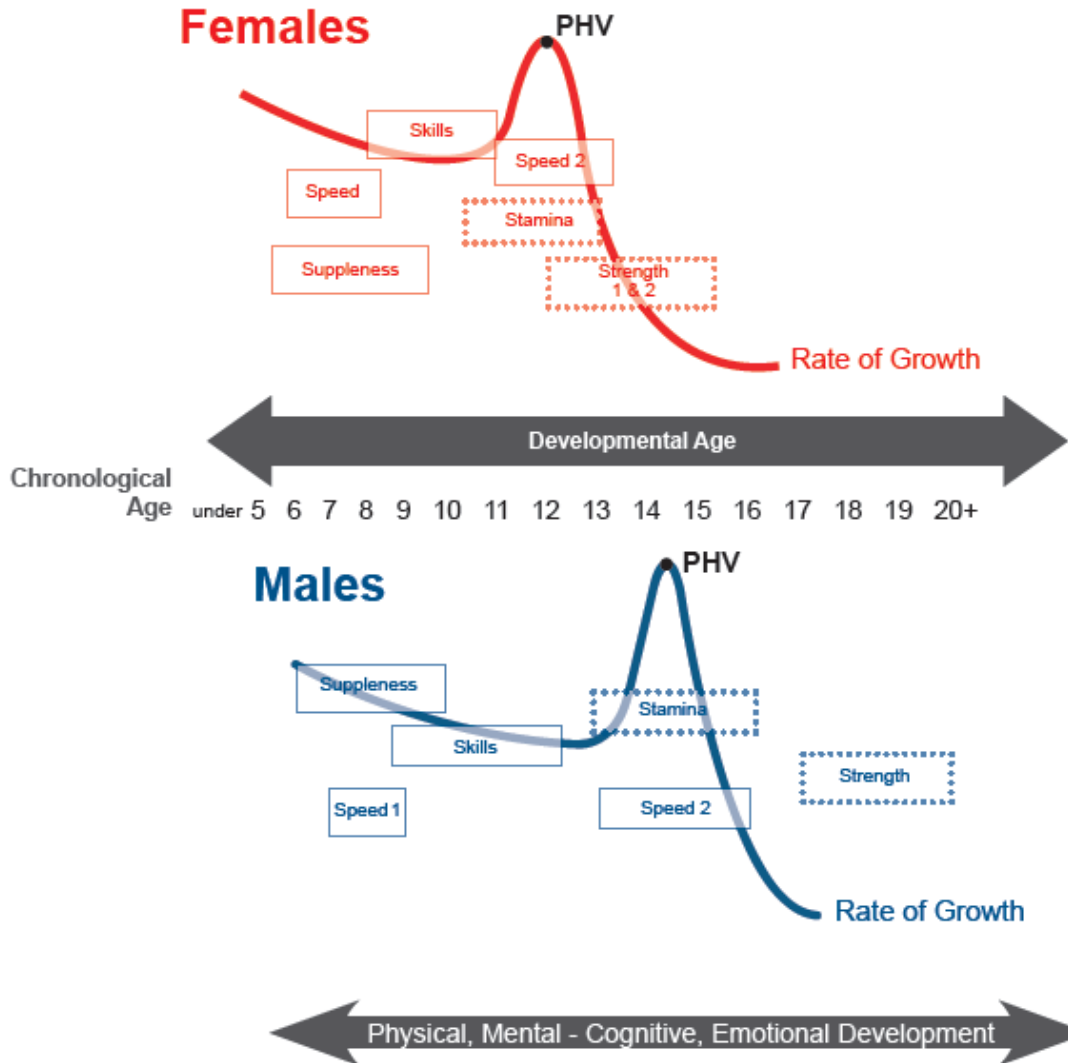 Females
PHV
Skills
Speed 2
Speed
Stamina
Suppleness
Strength
1 & 2
Rate of Growth
Developmental Age
Chronological
Age
under 5 6 7 8 9 10 11 12 13 14 15 16 17 18 19 20+
PHV
Males
Suppleness
Stamina
Skills
Strength
Speed 1
Speed 2
Rate of Growth
Physical, Mental - Cognitive, Emotional Development